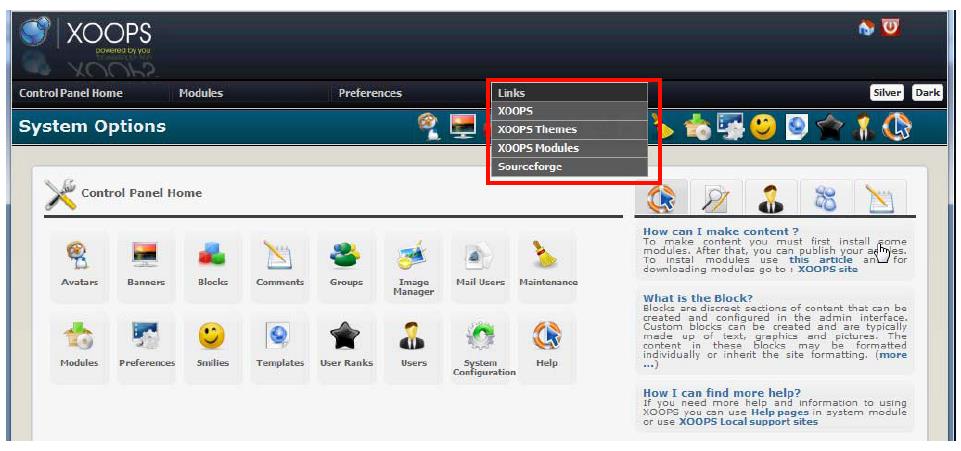 XOOPS
powered by you
Control Panel Home Modules Preferences Links Silver Dark
XOOPS
XOOPS Themes
XOOPS Modules
Sourceforge
System Options
Control Panel Home
Avatars Banners Blocks Comments Groups Image Manager Mail Users Maintenance
Modules Preferences Smilies Templates User Ranks Users System Configuration Help
How can I make content ?
To make content you must first install some
modules. After that, you can publish your
To install modules use this article and for
downloading modules go to : XOOPS site
What is the Block?
Blocks are discreet sections of content that can be
created and configured in the admin interface.
Custom blocks can be created and are typically
made up of text, graphics and pictures. The
content in these blocks may be formatted
individually or inherit the site formatting. (more
...)
How I can find more help?
If you need more help and information to using
XOOPS you can use Help pages in system module
or use XOOPS Local support sites